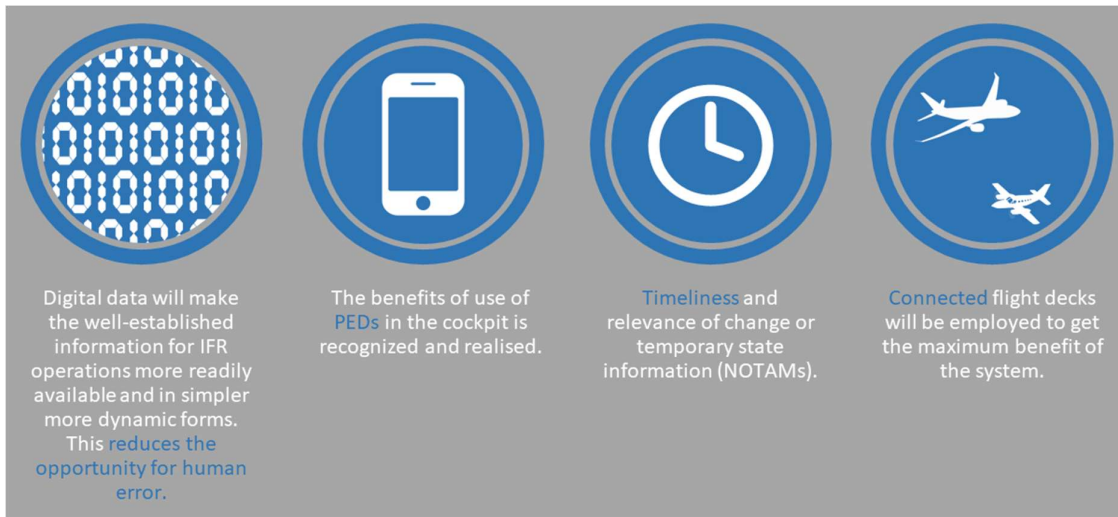 Digital data will make
the well-established
information for IFR
operations more readily
available and in simpler
more dynamic forms.
This reduces the
opportunity for human
error.
The benefits of use of
PEDs in the cockpit is
recognized and realised.
Timeliness and
relevance of change or
temporary state
information (NOTAMs).
Connected flight decks
will be employed to get
the maximum benefit of
the system.